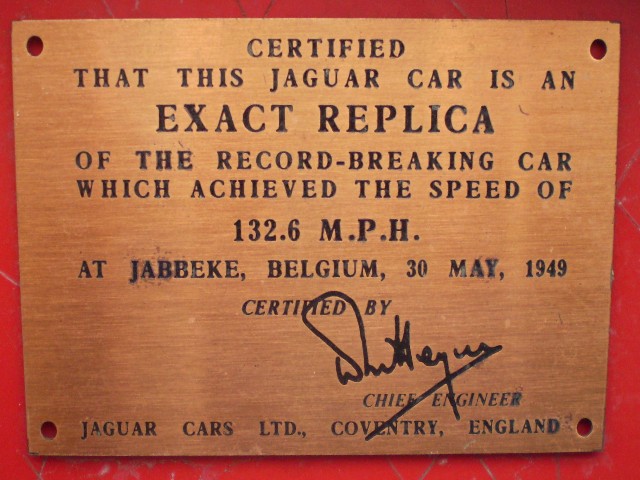 CERTIFIED
THAT THIS JAGUAR CAR IS AN
EXACT REPLICA
OF THE RECORD-BREAKING CAR
WHICH ACHIEVED THE SPEED OF
132.6 M.P.H.
AT JABBEKE, BELGIUM, 30 MAY, 1949
CERTIFIED BY
CHIEF ENGINEER
JAGUAR CARS LTD., COVENTRY, ENGLAND